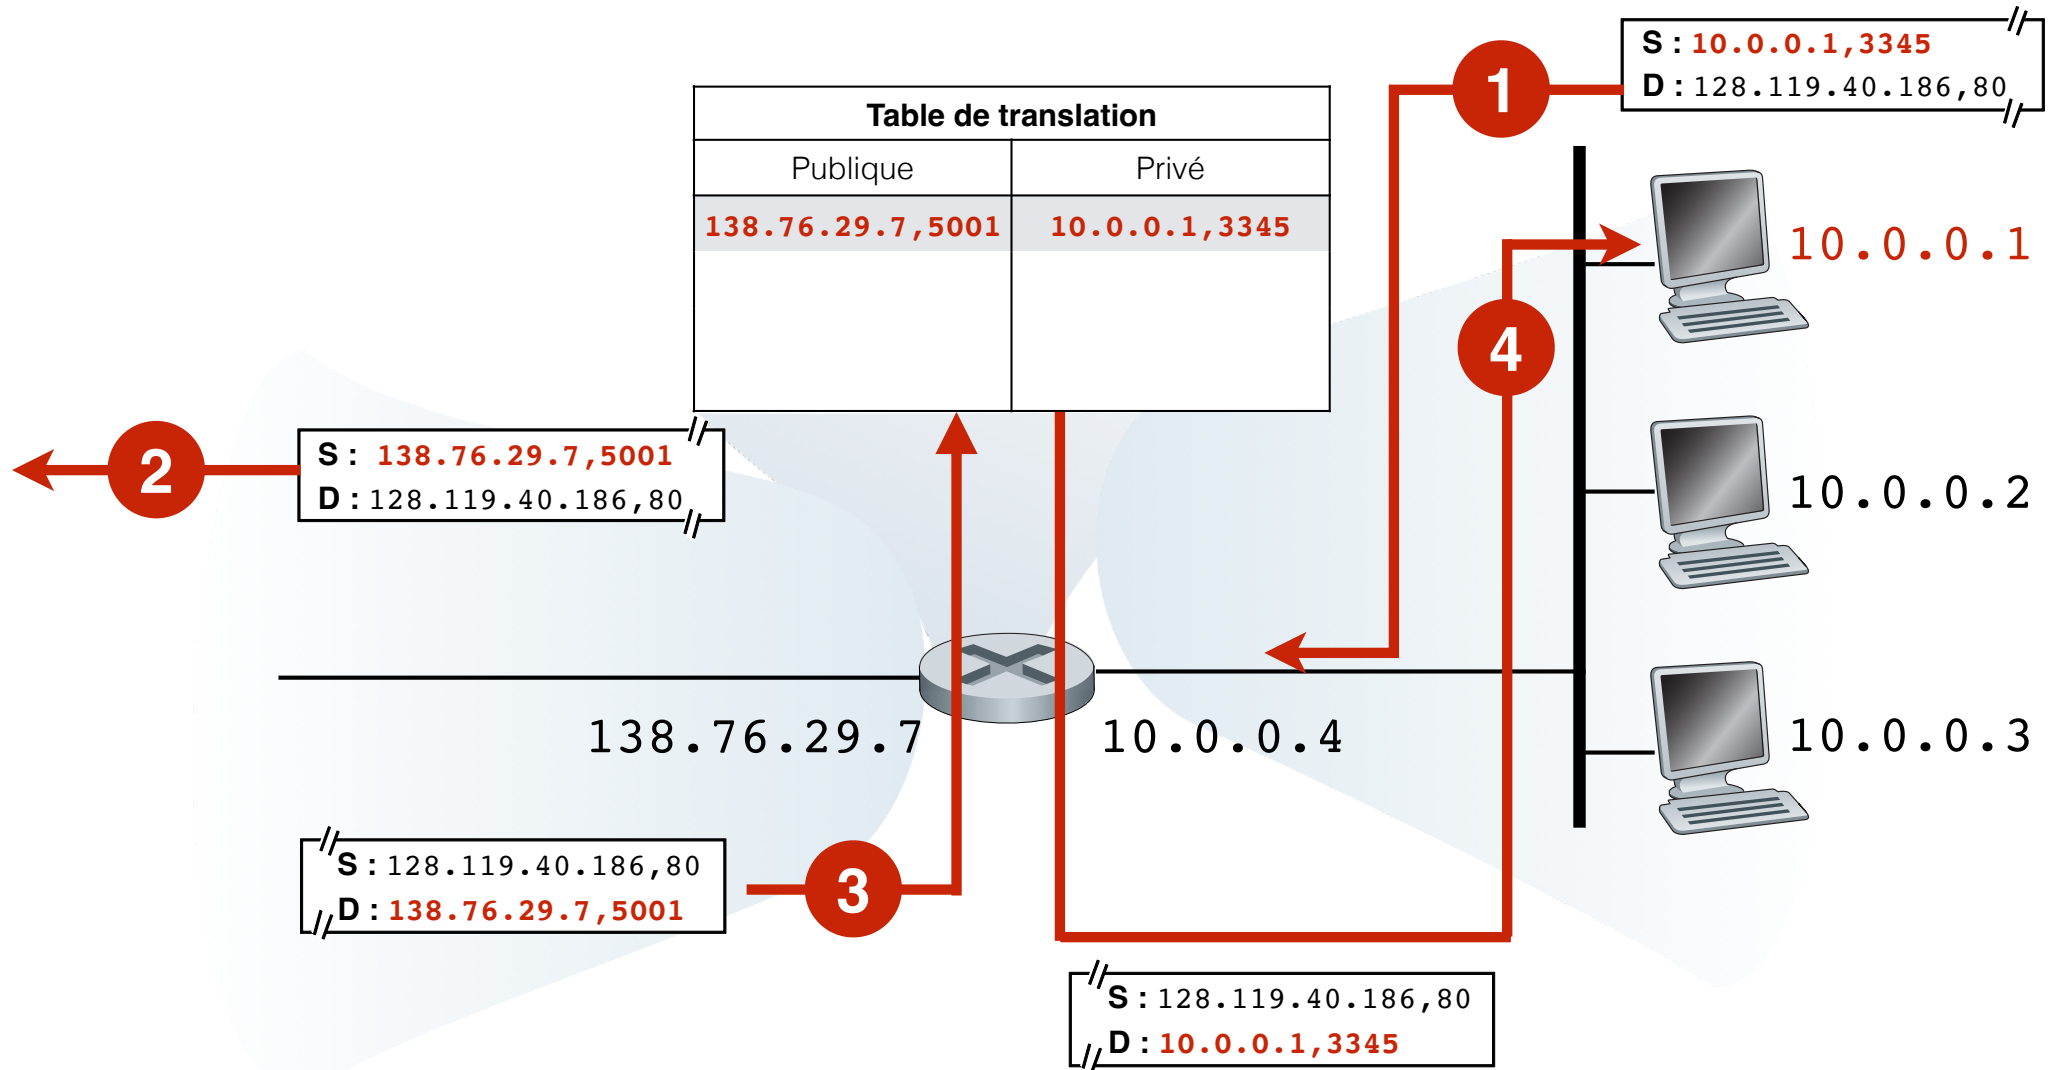 S : 10.0.0.1,3345
D : 128.119.40.186,80
1
Table de translation
Publique Privé
138.76.29.7,5001 10.0.0.1,3345
10.0.0.1
4
2
S : 138.76.29.7,5001
D : 128.119.40.186,80
10.0.0.2
138.76.29.7 10.0.0.4
10.0.0.3
S : 128.119.40.186,80
D : 138.76.29.7,5001
3
S : 128.119.40.186,80
D : 10.0.0.1,3345